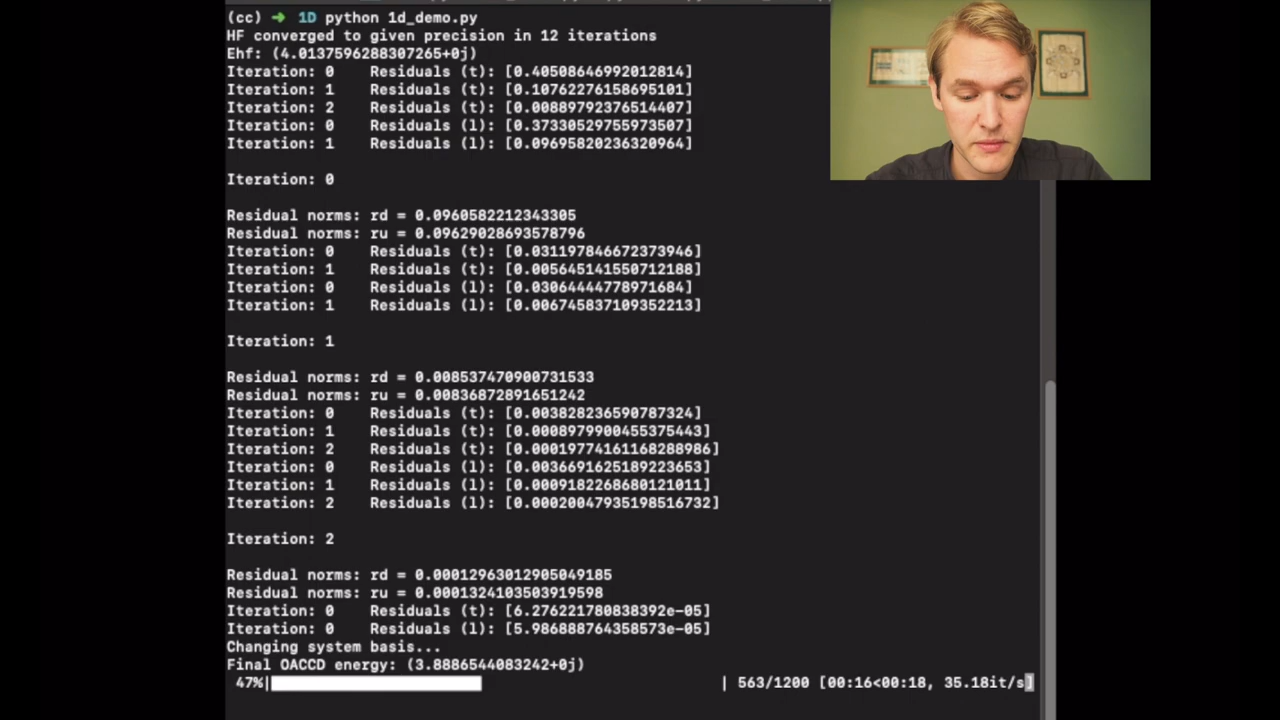 (cc) ➜ 1D python 1d_demo.py
HF converged to given precision in 12 iterations
Ehf: (4.0137596288307265+0j)
Iteration: 0 Residuals (t): [0.40508646992012814]
Iteration: 1 Residuals (t): [0.10762276158695101]
Iteration: 2 Residuals (t): [0.00889792376514407]
Iteration: 0 Residuals (l): [0.37330529755973507]
Iteration: 1 Residuals (l): [0.09695820236320964]
Iteration: 0
Residual norms: rd = 0.0960582212343305
Residual norms: ru = 0.09629028693578796
Iteration: 0 Residuals (t): [0.031197846672373946]
Iteration: 1 Residuals (t): [0.005645141550712188]
Iteration: 0 Residuals (l): [0.03064444778971684]
Iteration: 1 Residuals (l): [0.006745837109352213]
Iteration: 1
Residual norms: rd = 0.008537470900731533
Residual norms: ru = 0.00836872891651242
Iteration: 0 Residuals (t): [0.003828236590787324]
Iteration: 1 Residuals (t): [0.0008979900455375443]
Iteration: 2 Residuals (t): [0.00019774161168288986]
Iteration: 0 Residuals (l): [0.0036691625189223653]
Iteration: 1 Residuals (l): [0.0009182268680121011]
Iteration: 2 Residuals (l): [0.00020047935198516732]
Iteration: 2
Residual norms: rd = 0.00012963012905049185
Residual norms: ru = 0.0001324103503919598
Iteration: 0 Residuals (t): [6.276221780838392e-05]
Iteration: 0 Residuals (l): [5.986888764358573e-05]
Changing system basis...
Final OACCD energy: (3.8886544083242+0j)
47%| | 563/1200 [00:16<00:18, 35.18it/s]